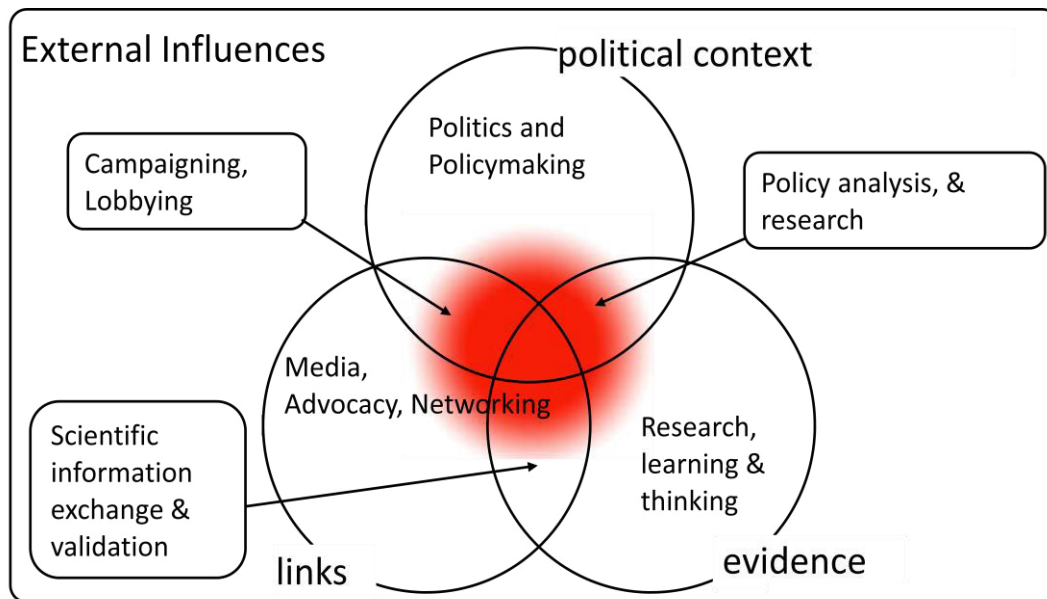 External Influences
political context
Politics and
Policymaking
Campaigning,
Lobbying
Policy analysis, &
research
Media,
Advocacy, Networking
Scientific
information
exchange &
validation
Research,
learning &
thinking
links
evidence